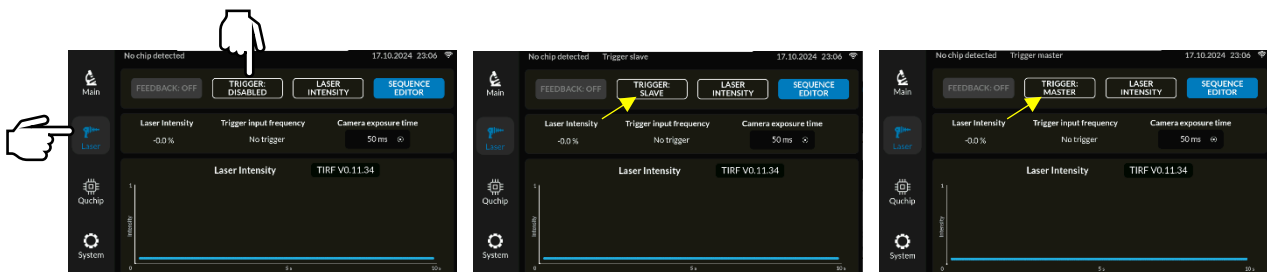 No chip detected 17.10.2024 23:06
Main
FEEDBACK: OFF
TRIGGER:
DISABLED
LASER
INTENSITY
SEQUENCE
EDITOR
Laser
Laser Intensity Trigger input frequency Camera exposure time
-0.0 % No trigger 50 ms
Laser Intensity TIRF V0.11.34
Quchip
System
1
Intensity
0 5 s 10 s
No chip detected Trigger slave 17.10.2024 23:06
Main
FEEDBACK: OFF
TRIGGER:
SLAVE
LASER
INTENSITY
SEQUENCE
EDITOR
Laser
Laser Intensity Trigger input frequency Camera exposure time
-0.0 % No trigger 50 ms
Laser Intensity TIRF V0.11.34
Quchip
System
1
Intensity
0 5 s 10 s
No chip detected Trigger master 17.10.2024 23:06
Main
FEEDBACK: OFF
TRIGGER:
MASTER
LASER
INTENSITY
SEQUENCE
EDITOR
Laser
Laser Intensity Trigger input frequency Camera exposure time
-0.0 % No trigger 50 ms
Laser Intensity TIRF V0.11.34
Quchip
System
1
Intensity
0 5 s 10 s